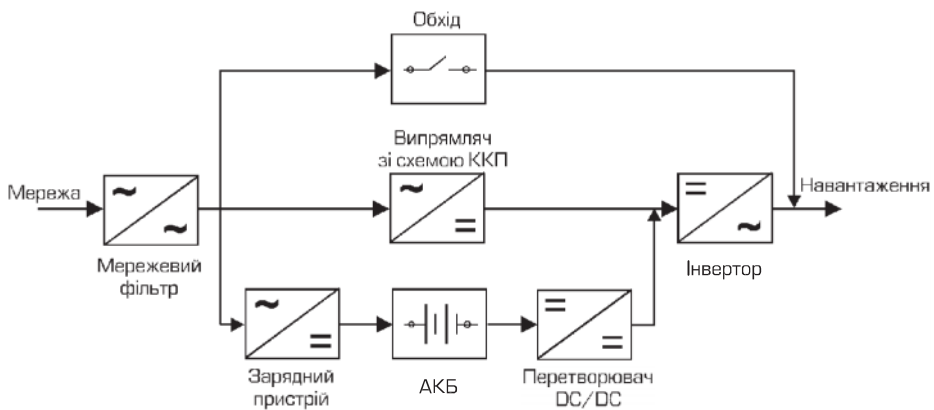 Обхід
Випрямляч
зі схемою ККП
Мережа
Навантаження
Мережевий
фільтр
Інвертор
Зарядний
пристрій
АКБ
Перетворювач
DC/DC